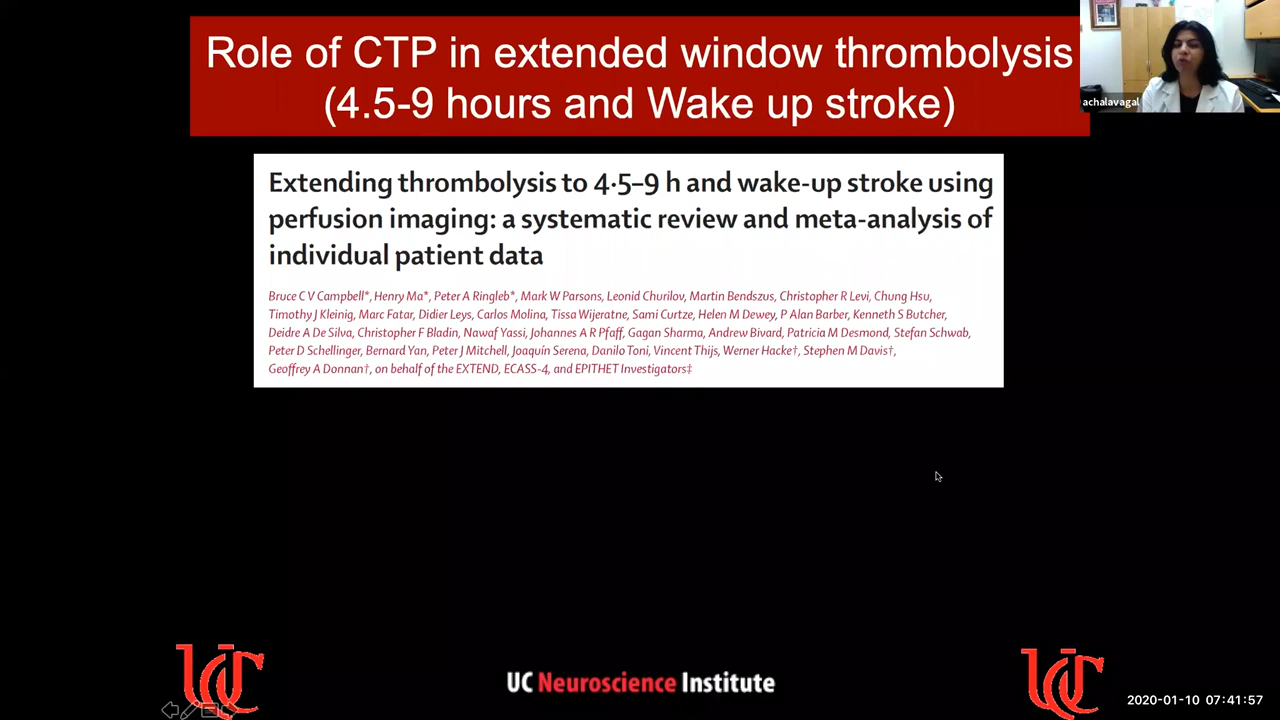 Role of CTP in extended window thrombolysis
(4.5-9 hours and Wake up stroke)
achalavagal
Extending thrombolysis to 4·5–9 h and wake-up stroke using
perfusion imaging: a systematic review and meta-analysis of
individual patient data
Bruce C V Campbell*, Henry Ma*, Peter A Ringleb*, Mark W Parsons, Leonid Churilov, Martin Bendszus, Christopher R Levi, Chung Hsu,
Timothy J Kleinig, Marc Fatar, Didier Leys, Carlos Molina, Tissa Wijeratne, Sami Curtze, Helen M Dewey, P Alan Barber, Kenneth S Butcher,
Deidre A De Silva, Christopher F Bladin, Nawaf Yassi, Johannes A R Pfaff, Gagan Sharma, Andrew Bivard, Patricia M Desmond, Stefan Schwab,
Peter D Schellinger, Bernard Yan, Peter J Mitchell, Joaquín Serena, Danilo Toni, Vincent Thijs, Werner Hacke†, Stephen M Davis†,
Geoffrey A Donnan†, on behalf of the EXTEND, ECASS-4, and EPITHET Investigators‡
UC
UC Neuroscience Institute
UC
2020-01-10 07:41:57